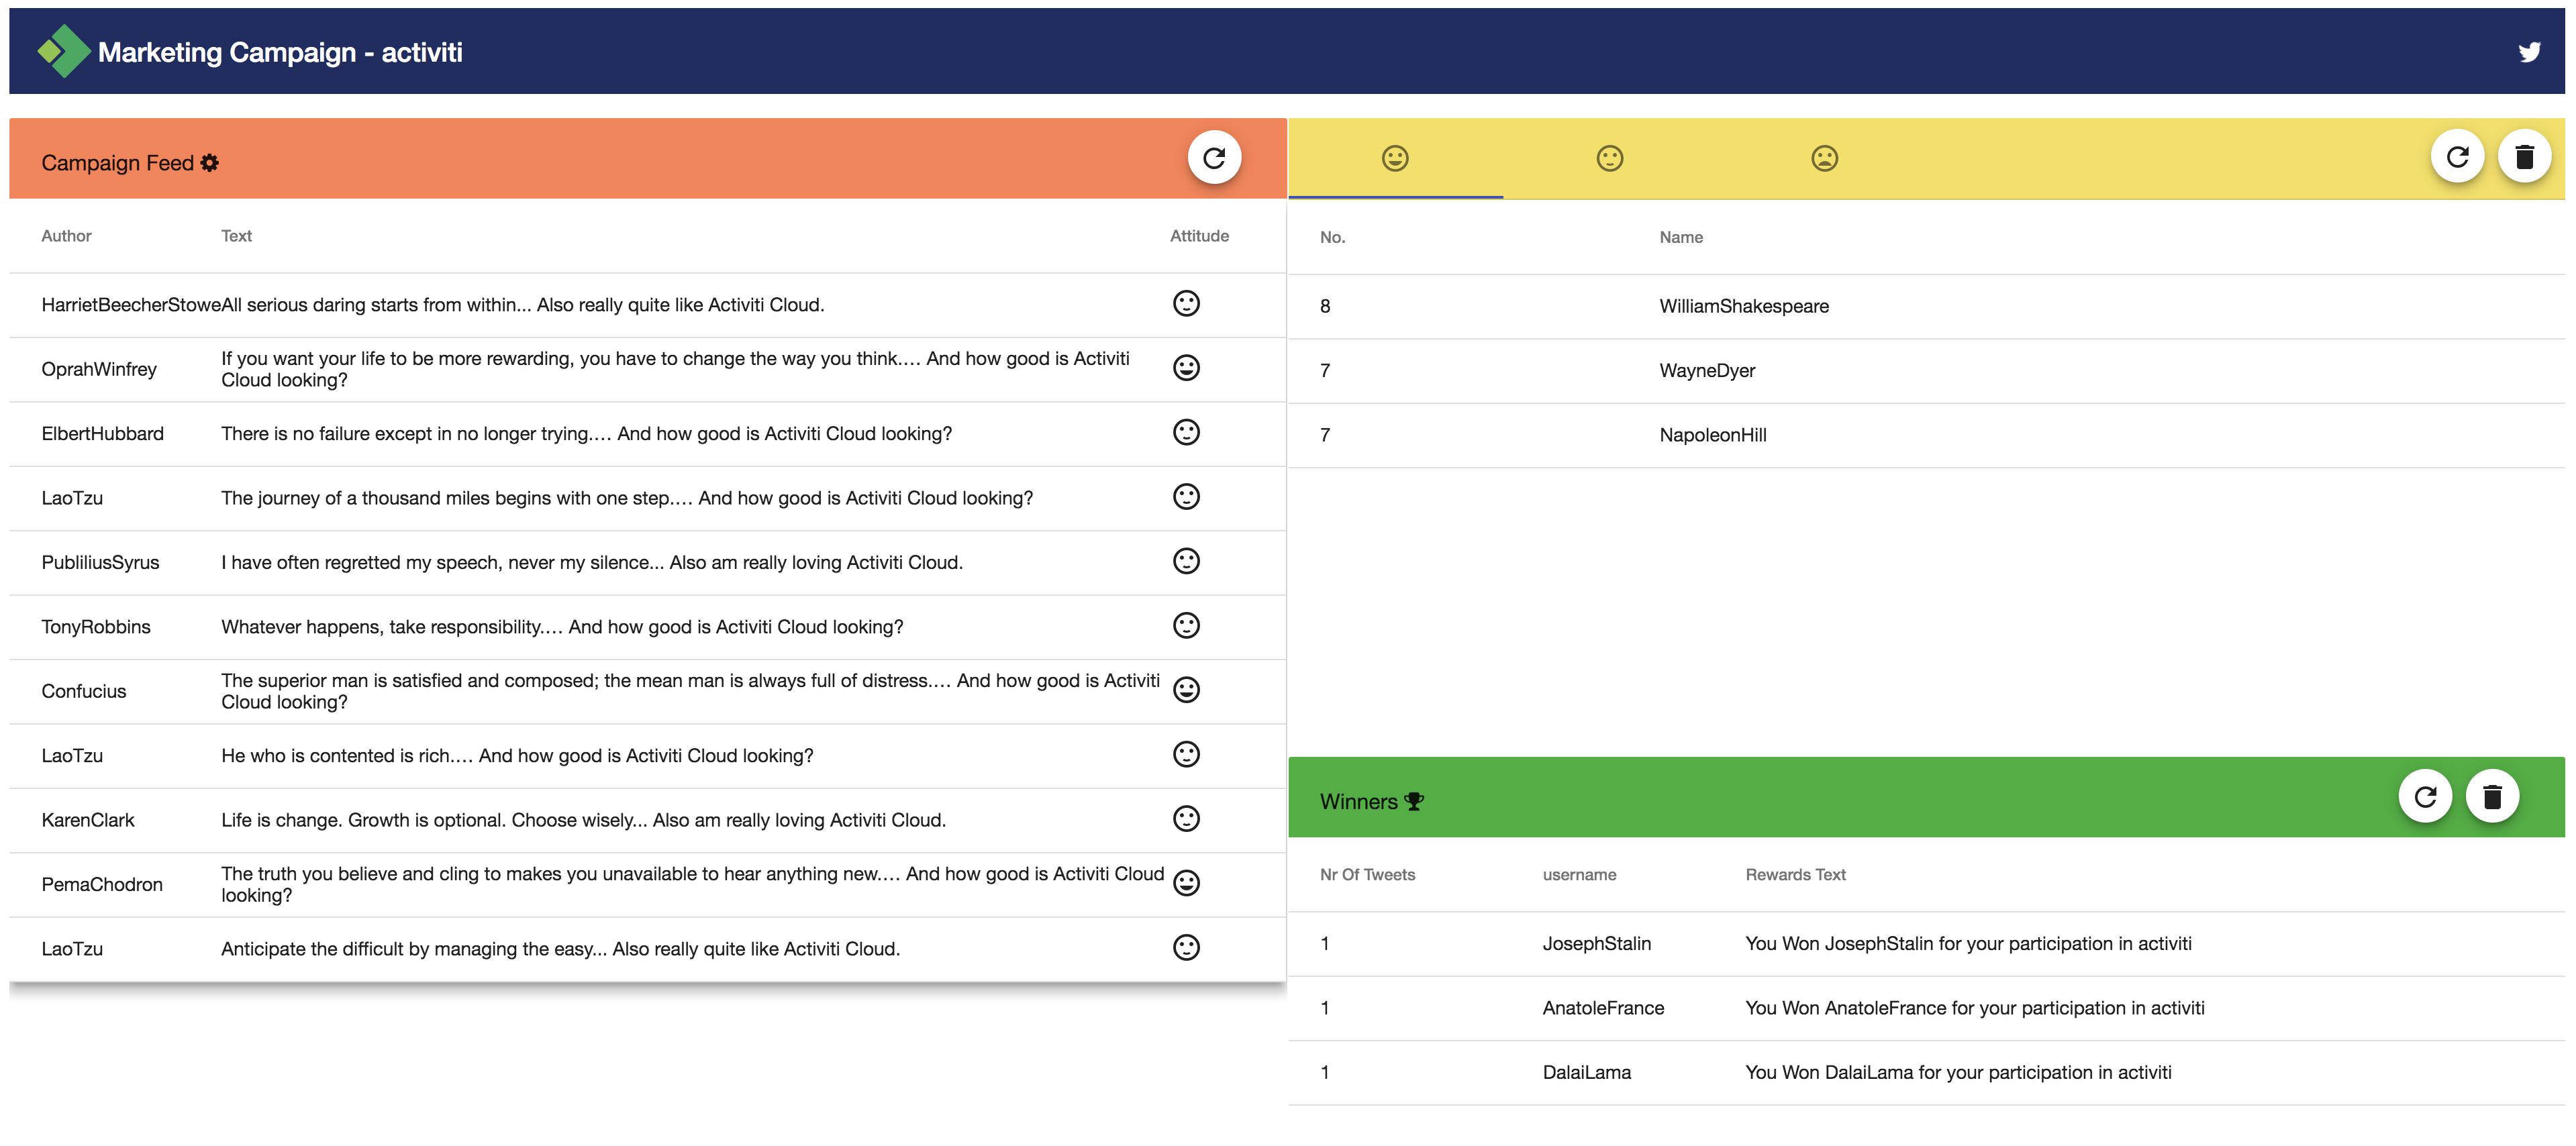 Marketing Campaign - activiti
Campaign Feed
Author Text Attitude
HarrietBeecherStowe All serious daring starts from within... Also really quite like Activiti Cloud.
OprahWinfrey If you want your life to be more rewarding, you have to change the way you think.... And how good is Activiti
Cloud looking?
ElbertHubbard There is no failure except in no longer trying.... And how good is Activiti Cloud looking?
LaoTzu The journey of a thousand miles begins with one step.... And how good is Activiti Cloud looking?
PubliliusSyrus I have often regretted my speech, never my silence... Also am really loving Activiti Cloud.
TonyRobbins Whatever happens, take responsibility.... And how good is Activiti Cloud looking?
Confucius The superior man is satisfied and composed; the mean man is always full of distress.... And how good is Activiti
Cloud looking?
LaoTzu He who is contented is rich.... And how good is Activiti Cloud looking?
KarenClark Life is change. Growth is optional. Choose wisely... Also am really loving Activiti Cloud.
PemaChodron The truth you believe and cling to makes you unavailable to hear anything new.... And how good is Activiti Cloud
looking?
LaoTzu Anticipate the difficult by managing the easy... Also really quite like Activiti Cloud.
No. Name
8 WilliamShakespeare
7 WayneDyer
7 NapoleonHill
Winners
Nr Of Tweets username Rewards Text
1 JosephStalin You Won JosephStalin for your participation in activiti
1 AnatoleFrance You Won AnatoleFrance for your participation in activiti
1 DalaiLama You Won DalaiLama for your participation in activiti